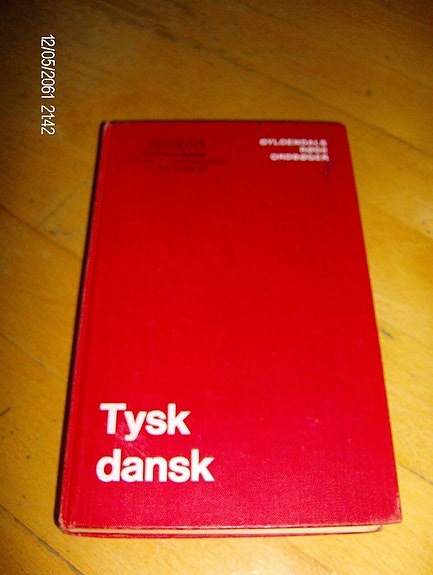 12/05/2061 21:42
GYLDENDALS
RØDE
ORDBØGER
Tysk
dansk